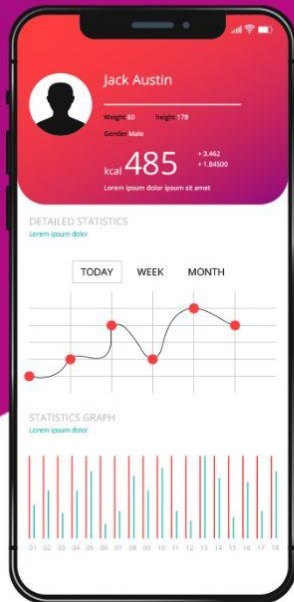 Jack Austin
Weight 60 height 178
Gender Male
kcal 485
+ 3.462
+ 1.84500
Lorem ipsum dolor ipsum sit amet
DETAILED STATISTICS
Lorem ipsum dolor
TODAY WEEK MONTH
STATISTICS GRAPH
Lorem ipsum dolor
01 02 03 04 05 06 07 08 09 10 11 12 13 14 15 16 17 18